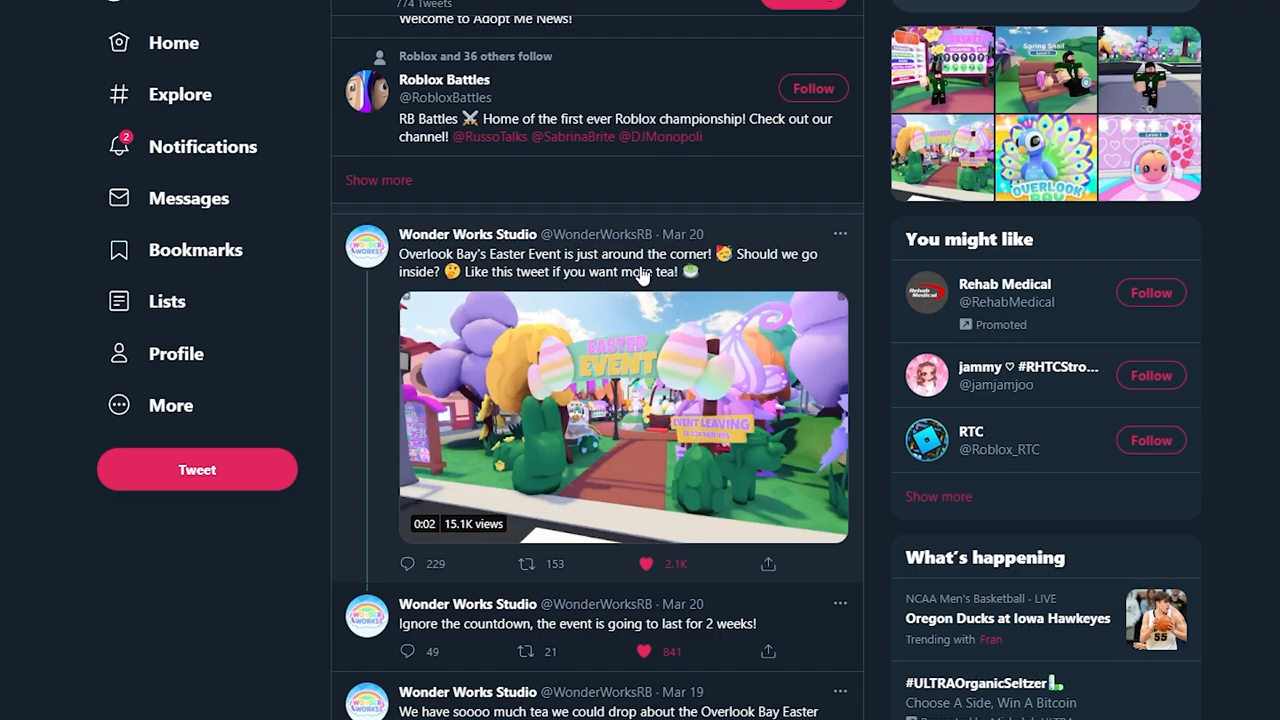 774 Tweets
Welcome to Adopt Me News!
Home
Explore
2
Notifications
Messages
Bookmarks
Lists
Profile
More
Tweet
Roblox and 36 others follow
Roblox Battles
@RobloxBattles
Follow
RB Battles ⚔️ Home of the first ever Roblox championship! Check out our
channel! @RussoTalks @SabrinaBrite @DJMonopoli
Show more
Wonder Works Studio @WonderWorksRB · Mar 20
Overlook Bay's Easter Event is just around the corner! 🥳 Should we go
inside? 🤔 Like this tweet if you want more tea! 🍵
EASTER
EVENT
EVENT LEAVING
0:02 15.1K views
229 153 2.1K
Wonder Works Studio @WonderWorksRB · Mar 20
Ignore the countdown, the event is going to last for 2 weeks!
49 21 841
Wonder Works Studio @WonderWorksRB · Mar 19
We have soooo much tea we could drop about the Overlook Bay Easter
Spring Snail
OVERLOOK
BAY
You might like
Rehab Medical
@RehabMedical
Promoted
Follow
jammy ♡ #RHTCStro...
@jamjamjoo
Follow
RTC
@Roblox_RTC
Follow
Show more
What's happening
NCAA Men's Basketball · LIVE
Oregon Ducks at Iowa Hawkeyes
Trending with Fran
55
#ULTRAOrganicSeltzer
Choose A Side, Win A Bitcoin